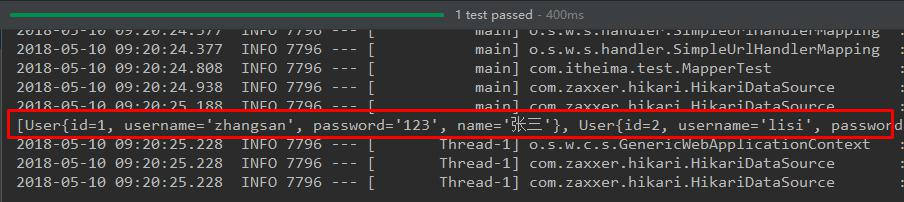 1 test passed - 400ms
2018-05-10 09:20:24.377  INFO 7796 --- [           main] o.s.w.s.handler.SimpleUrlHandlerMapping  :
2018-05-10 09:20:24.377  INFO 7796 --- [           main] o.s.w.s.handler.SimpleUrlHandlerMapping  :
2018-05-10 09:20:24.808  INFO 7796 --- [           main] com.itheima.test.MapperTest              :
2018-05-10 09:20:24.938  INFO 7796 --- [           main] com.zaxxer.hikari.HikariDataSource       :
2018-05-10 09:20:25.188  INFO 7796 --- [           main] com.zaxxer.hikari.HikariDataSource       :
[User{id=1, username='zhangsan', password='123', name='张三'}, User{id=2, username='lisi', password
2018-05-10 09:20:25.228  INFO 7796 --- [       Thread-1] o.s.w.c.s.GenericWebApplicationContext   :
2018-05-10 09:20:25.228  INFO 7796 --- [       Thread-1] com.zaxxer.hikari.HikariDataSource       :
2018-05-10 09:20:25.228  INFO 7796 --- [       Thread-1] com.zaxxer.hikari.HikariDataSource       :